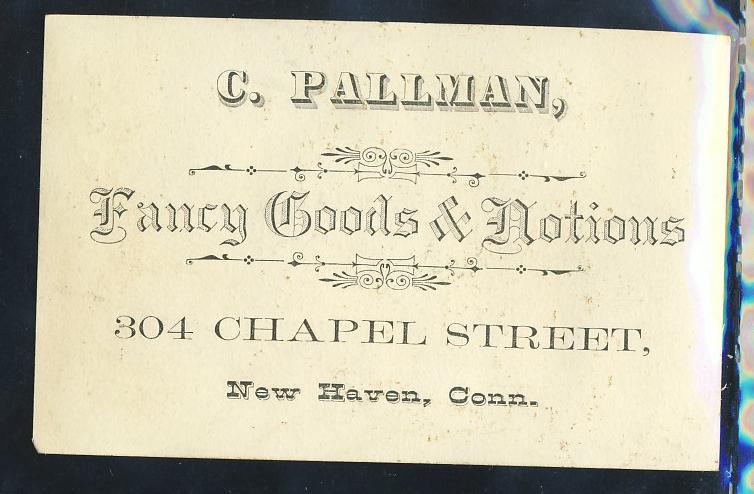 C. PALLMAN,
Fancy Goods & Notions
304 CHAPEL STREET,
New Haven, Conn.